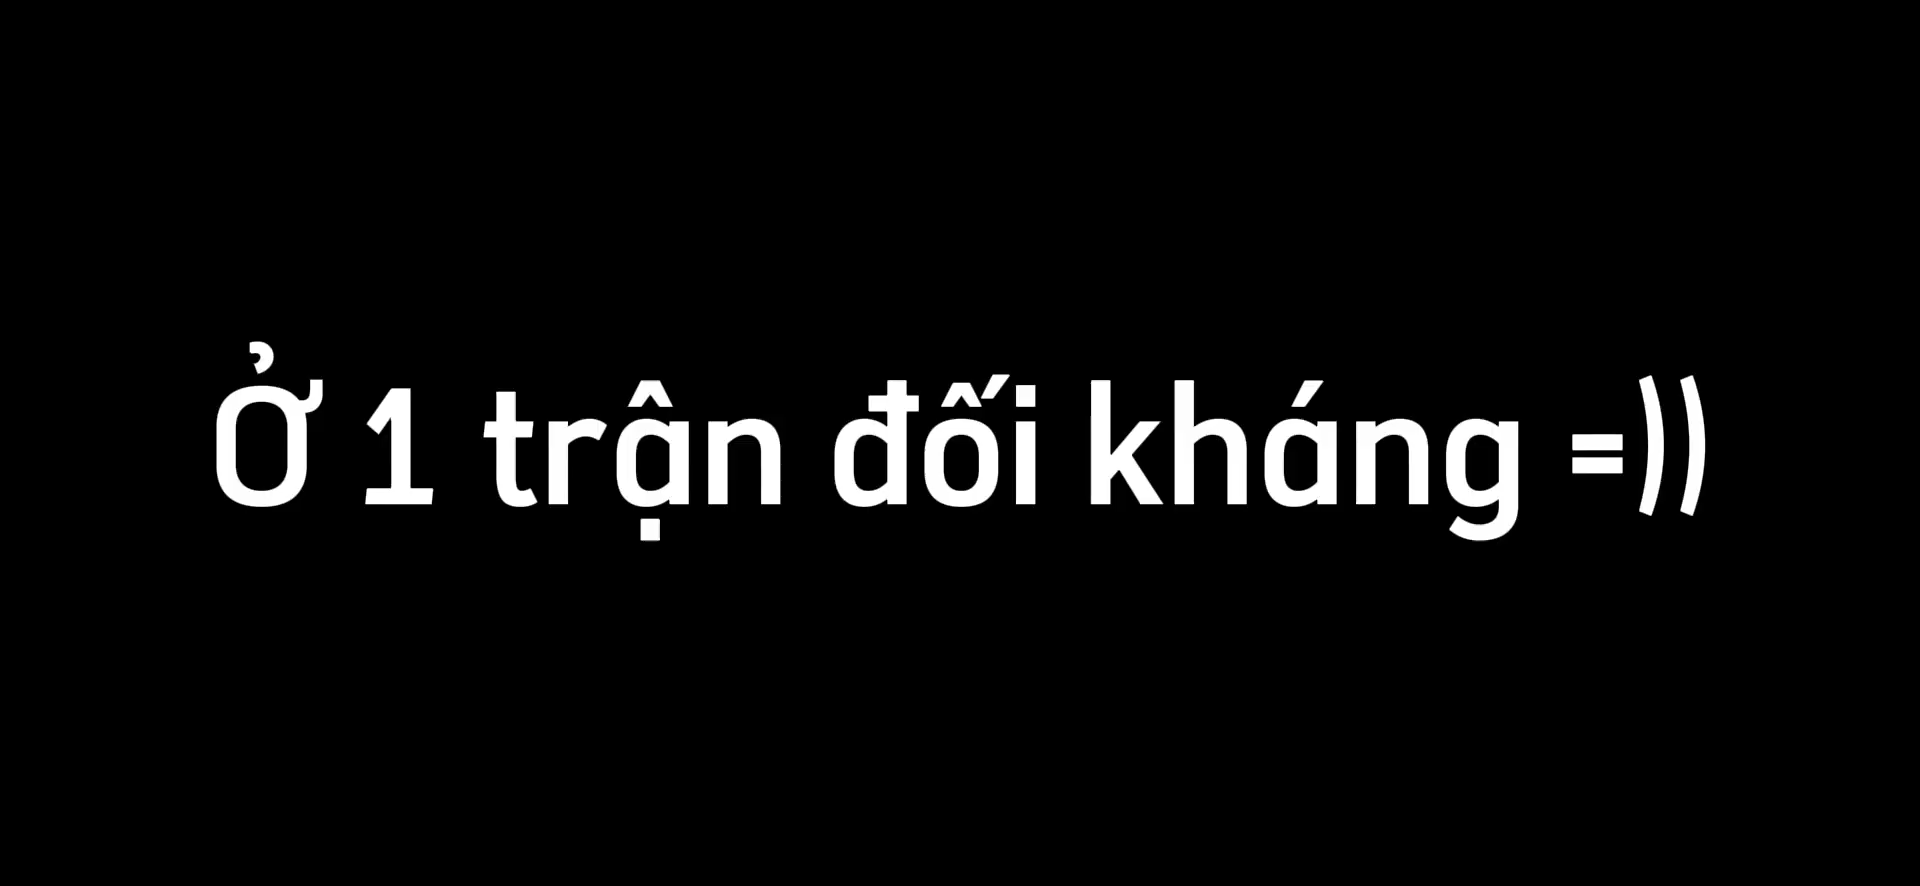 Ở 1 trận đối kháng =))